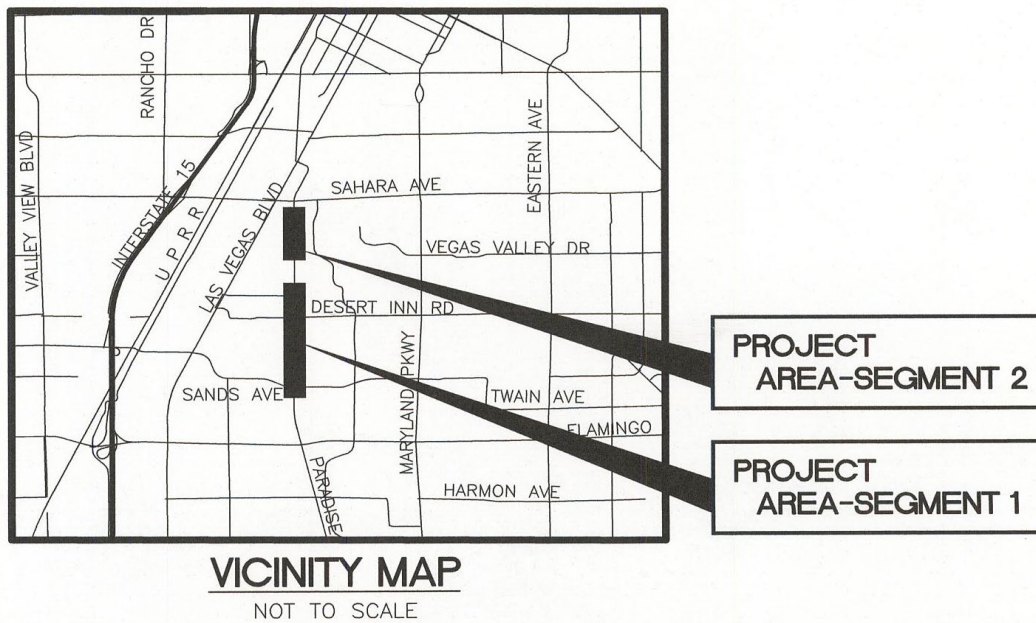 RANCHO DR
VALLEY VIEW BLVD
INTERSTATE 15
U P R R
LAS VEGAS BLVD
EASTERN AVE
SAHARA AVE
VEGAS VALLEY DR
DESERT INN RD
MARYLAND PKWY
SANDS AVE
TWAIN AVE
FLAMINGO
PARADISE
HARMON AVE
PROJECT
AREA-SEGMENT 2
PROJECT
AREA-SEGMENT 1
VICINITY MAP
NOT TO SCALE